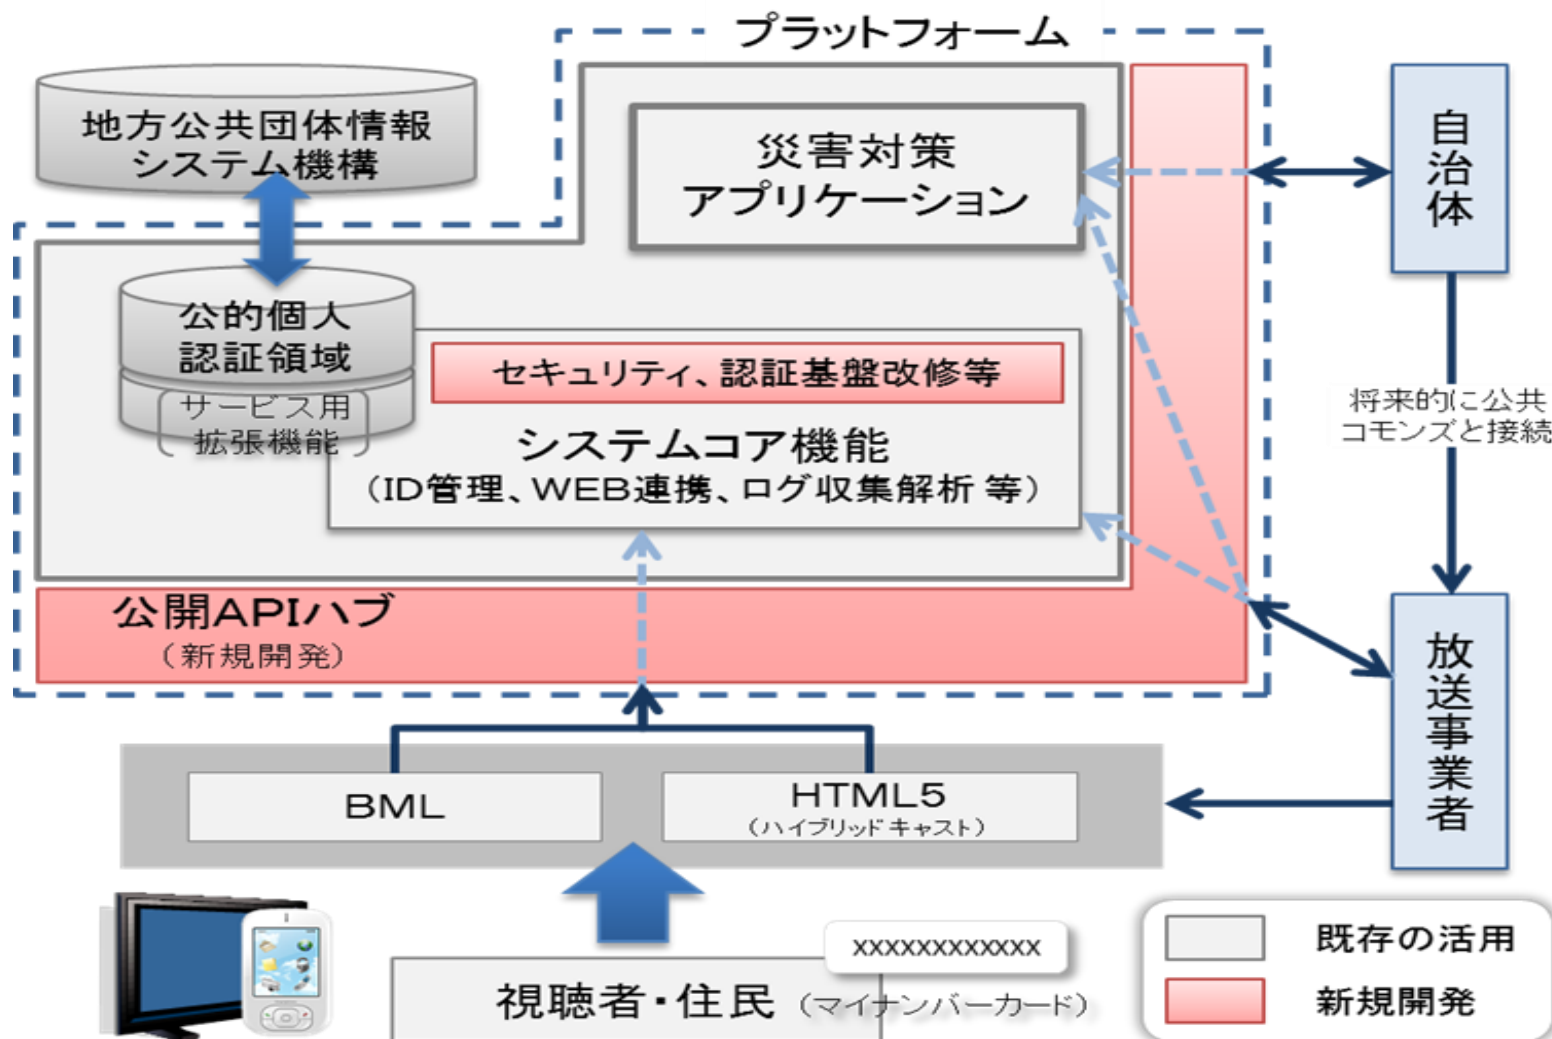 プラットフォーム
地方公共団体情報
システム機構
災害対策
アプリケーション
自治体
公的個人
認証領域
サービス用
拡張機能
セキュリティ、認証基盤改修等
システムコア機能
（ID管理、WEB連携、ログ収集解析 等）
将来的に公共
コモンズと接続
公開APIハブ
（新規開発）
放送事業者
BML
HTML5
（ハイブリッドキャスト）
xxxxxxxxxxxx
視聴者・住民（マイナンバーカード）
既存の活用
新規開発